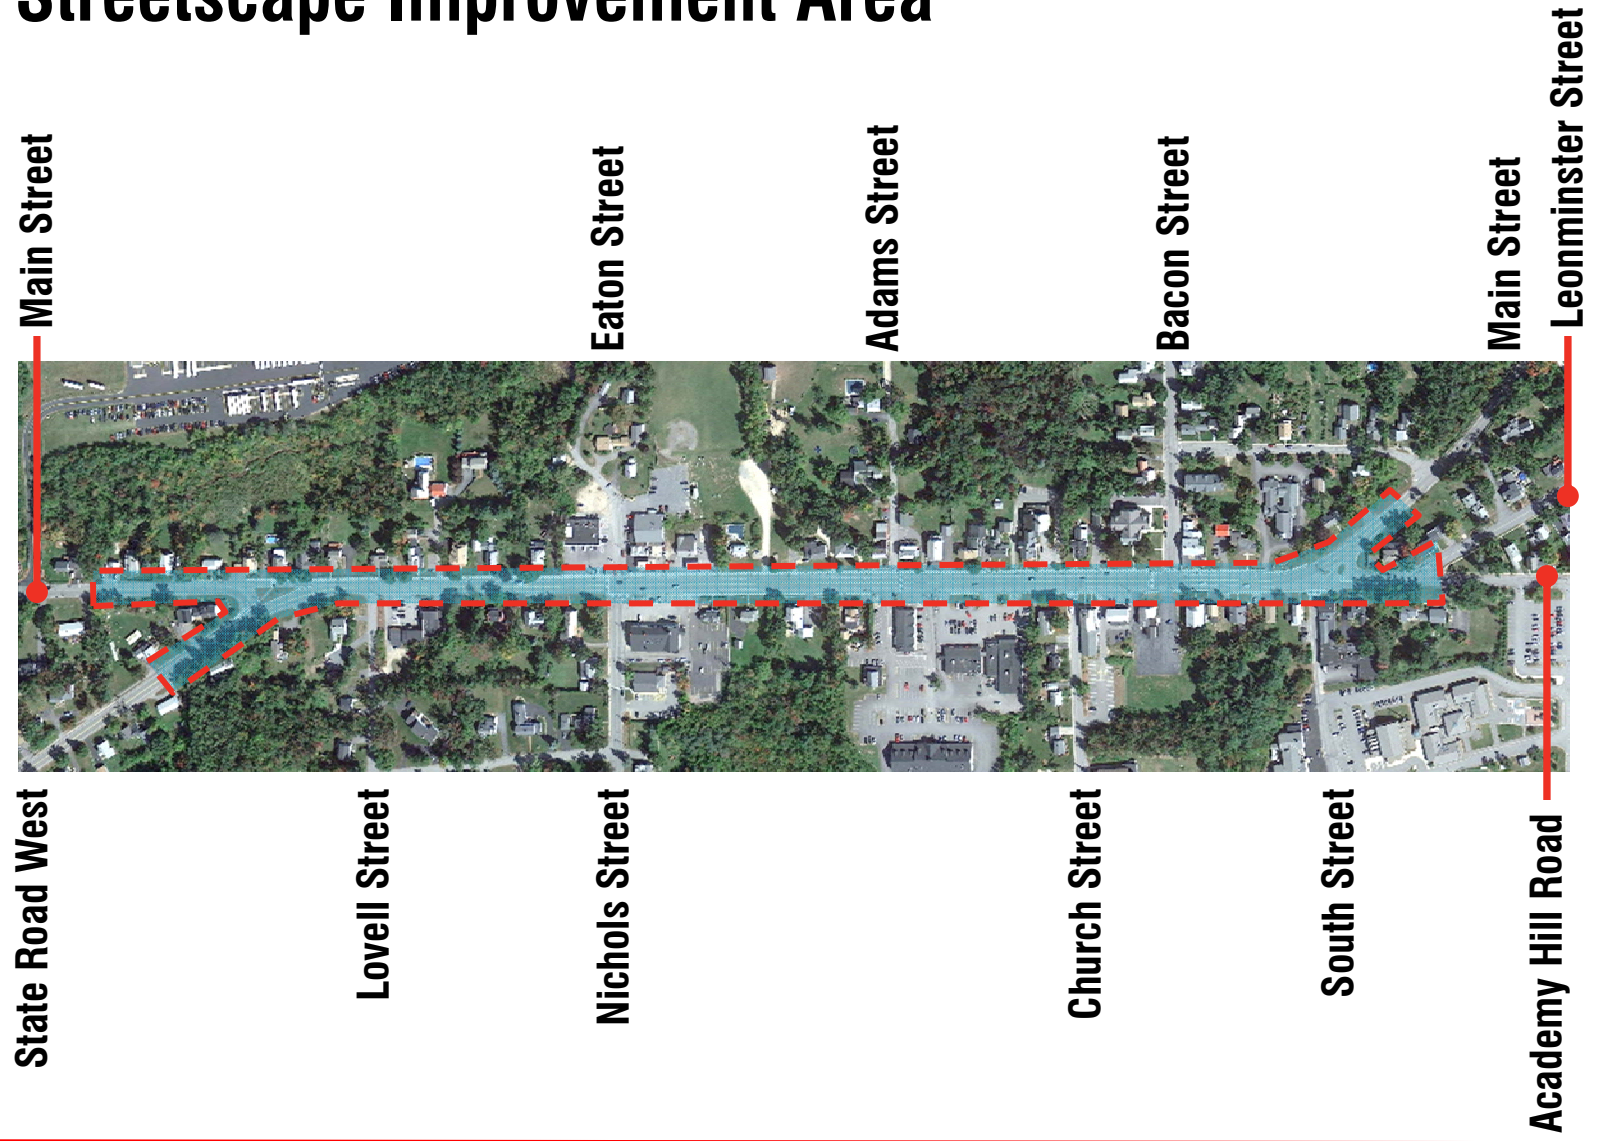 Streetscape Improvement Area
Main Street
Eaton Street
Adams Street
Bacon Street
Main Street
Leonminster Street
State Road West
Lovell Street
Nichols Street
Church Street
South Street
Academy Hill Road